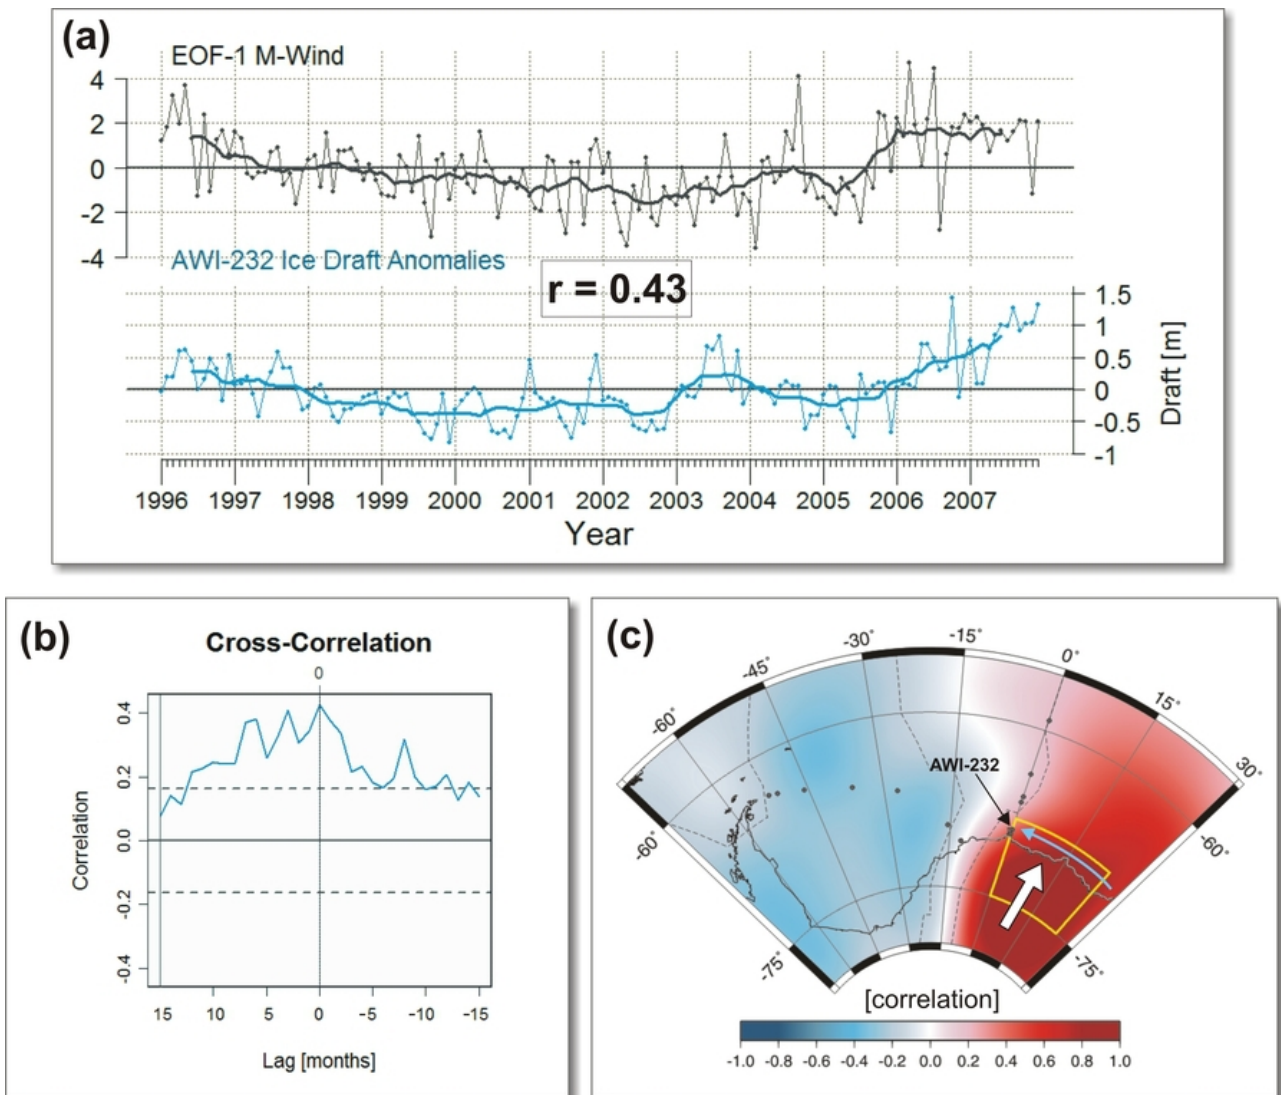 (a)
EOF-1 M-Wind
4
2
0
-2
-4
AWI-232 Ice Draft Anomalies
r = 0.43
1.5
1
0.5
0
-0.5
-1
Draft [m]
1996 1997 1998 1999 2000 2001 2002 2003 2004 2005 2006 2007
Year
(b)
Cross-Correlation
0
0.4
0.2
0.0
-0.2
-0.4
Correlation
15 10 5 0 -5 -10 -15
Lag [months]
(c)
-60° -45° -30° -15° 0° 15° 30°
AWI-232
-60° -60°
-75° -75°
[correlation]
-1.0 -0.8 -0.6 -0.4 -0.2 0.0 0.2 0.4 0.6 0.8 1.0